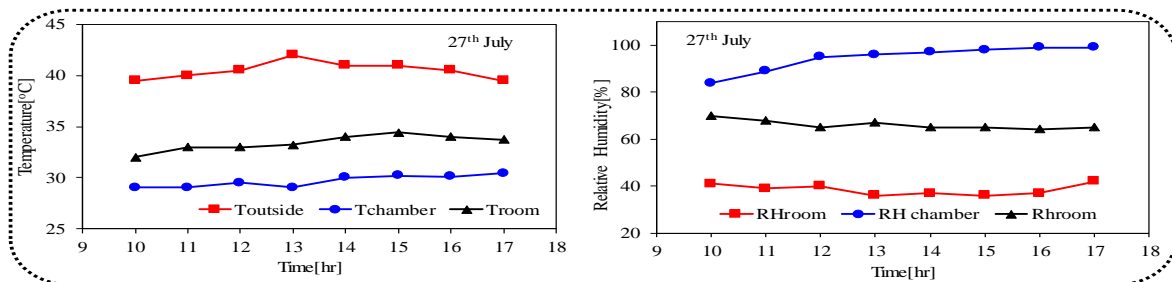 45
40
35
30
25
Temperature[°C]
27th July
Toutside Tchamber Troom
9 10 11 12 13 14 15 16 17 18
Time[hr]
100
80
60
40
20
Relative Humidity[%]
27th July
RHroom RH chamber Rhroom
9 10 11 12 13 14 15 16 17 18
Time[hr]